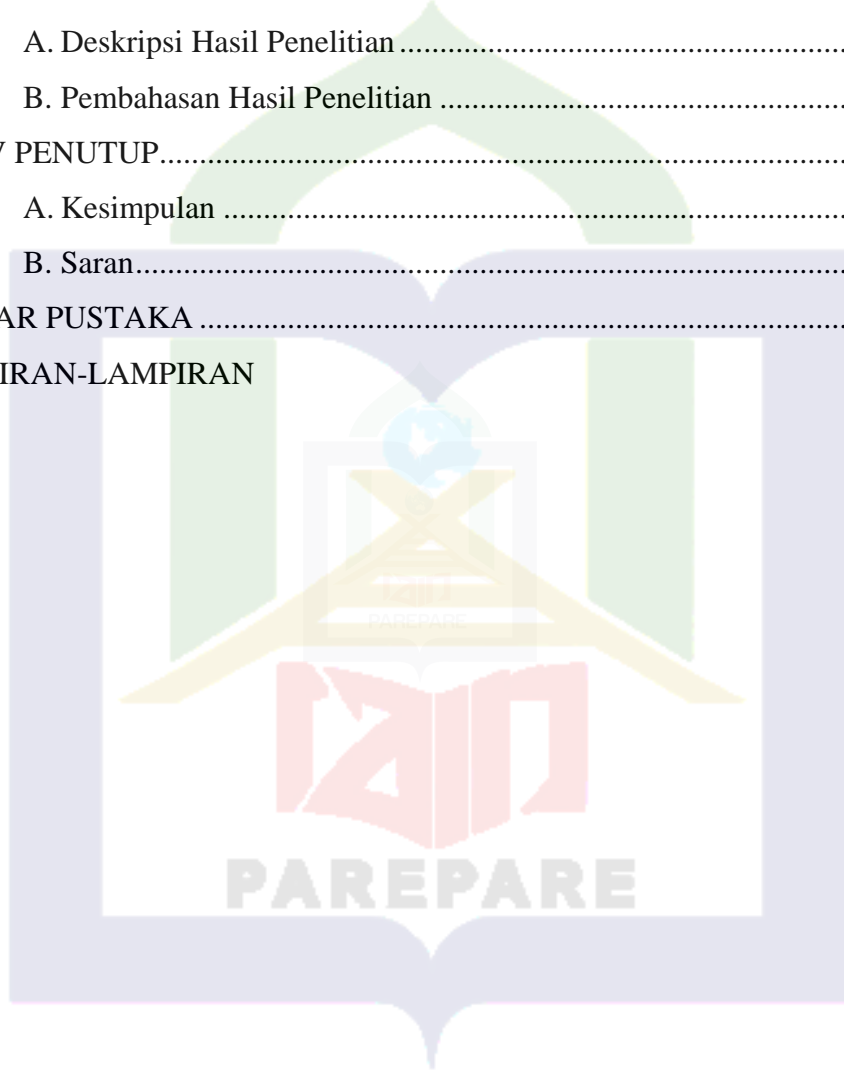 A. Deskripsi Hasil Penelitian ......................................................
B. Pembahasan Hasil Penelitian .................................................
PENUTUP.....................................................................................
A. Kesimpulan ............................................................................
B. Saran.......................................................................................
AR PUSTAKA ................................................................................
IRAN-LAMPIRAN
PAREPARE
PAREPARE